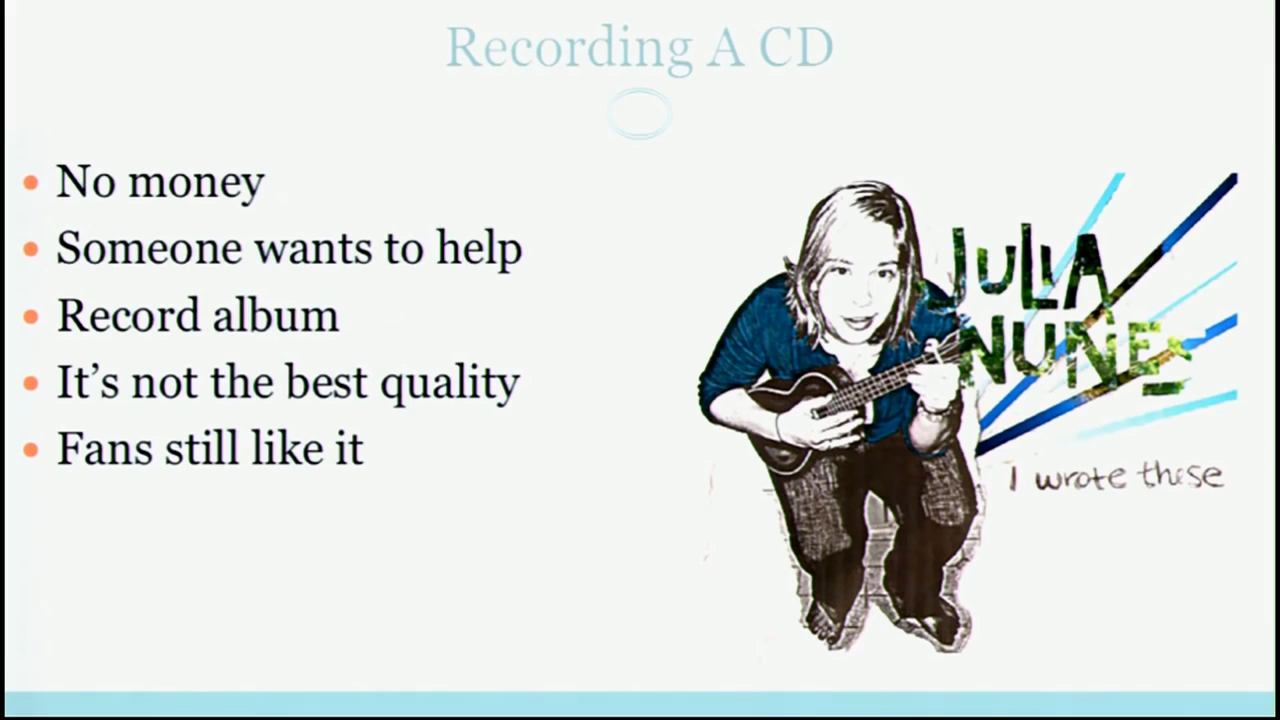 Recording A CD
No money
Someone wants to help
Record album
It's not the best quality
Fans still like it
JULIA
NUNES
I wrote these